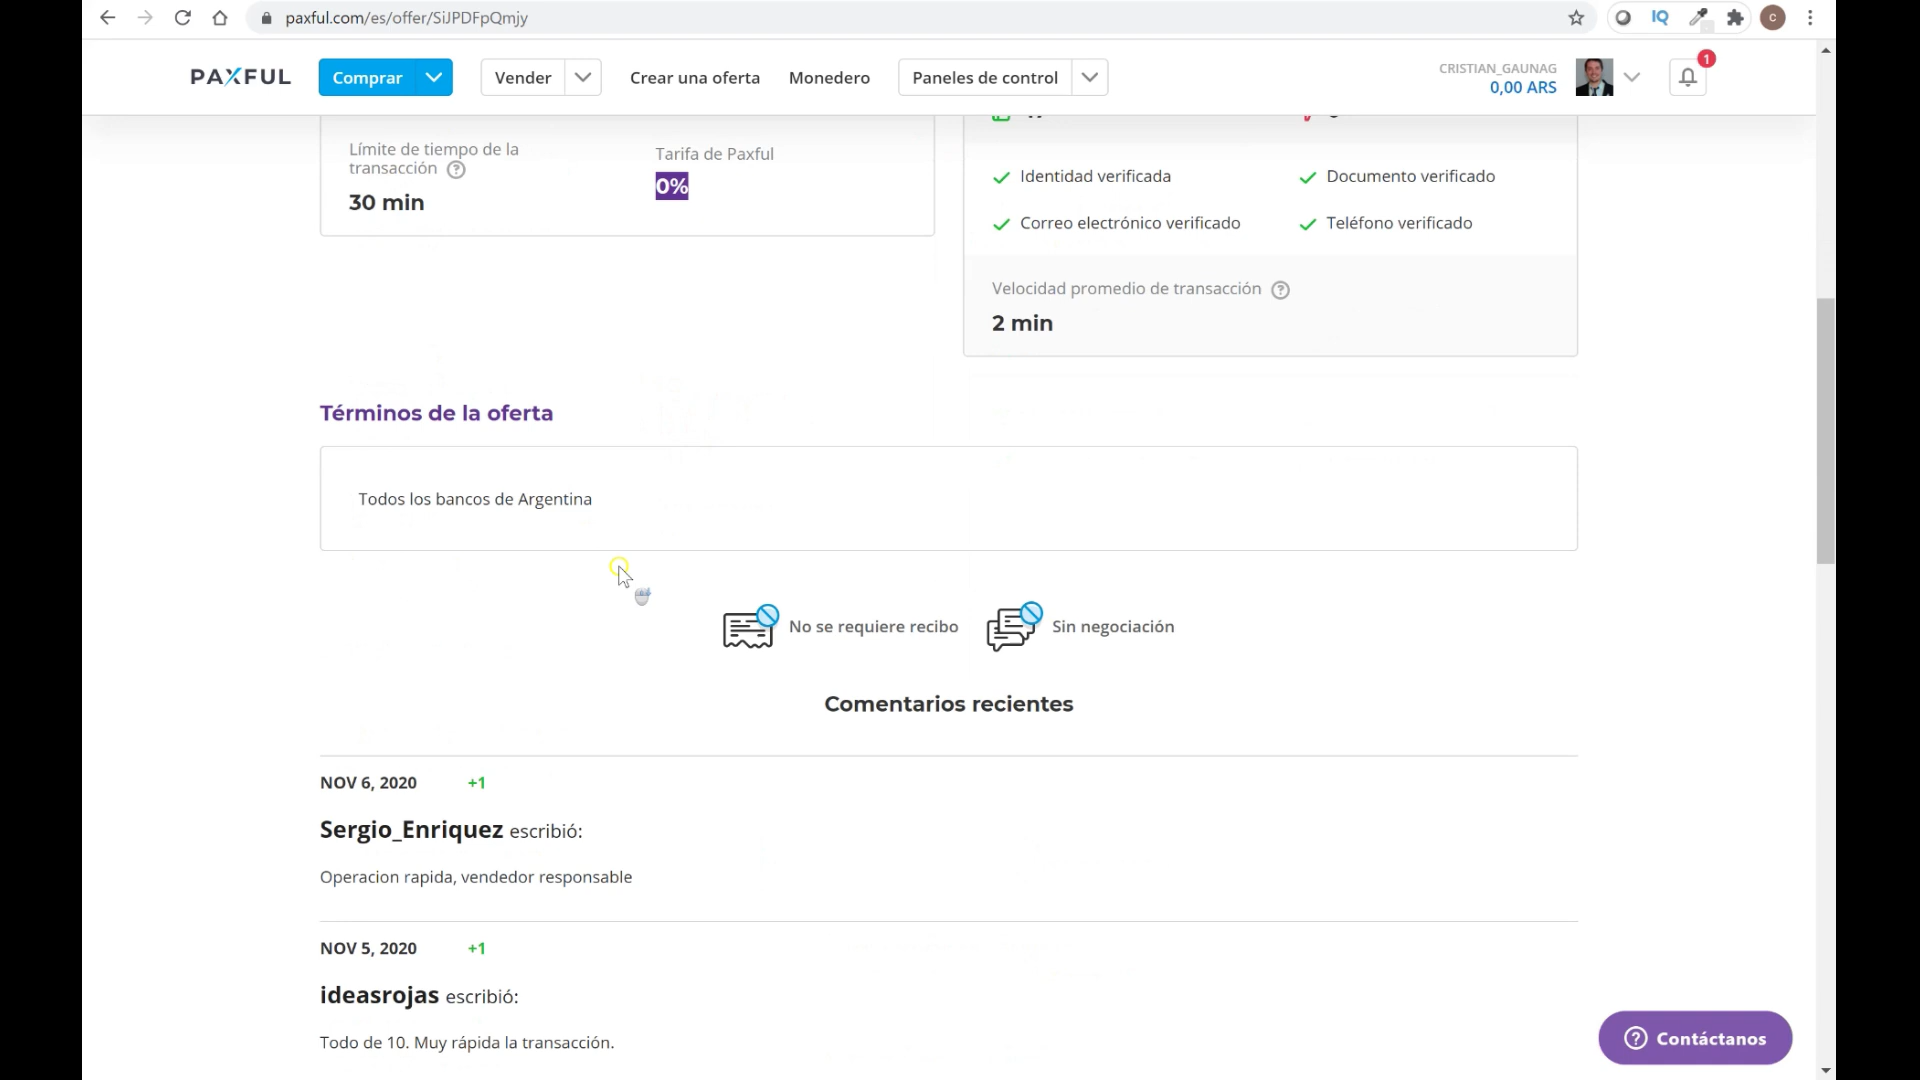 paxful.com/es/offer/SiJPDFpQmjy
IQ
c
PAXFUL
Comprar
Vender
Crear una oferta
Monedero
Paneles de control
CRISTIAN_GAUNAG
0,00 ARS
1
Límite de tiempo de la
transacción ?
30 min
Tarifa de Paxful
0%
Identidad verificada
Documento verificado
Correo electrónico verificado
Teléfono verificado
Velocidad promedio de transacción ?
2 min
Términos de la oferta
Todos los bancos de Argentina
No se requiere recibo
Sin negociación
Comentarios recientes
NOV 6, 2020 +1
Sergio_Enriquez escribió:
Operacion rapida, vendedor responsable
NOV 5, 2020 +1
ideasrojas escribió:
Todo de 10. Muy rápida la transacción.
? Contáctanos